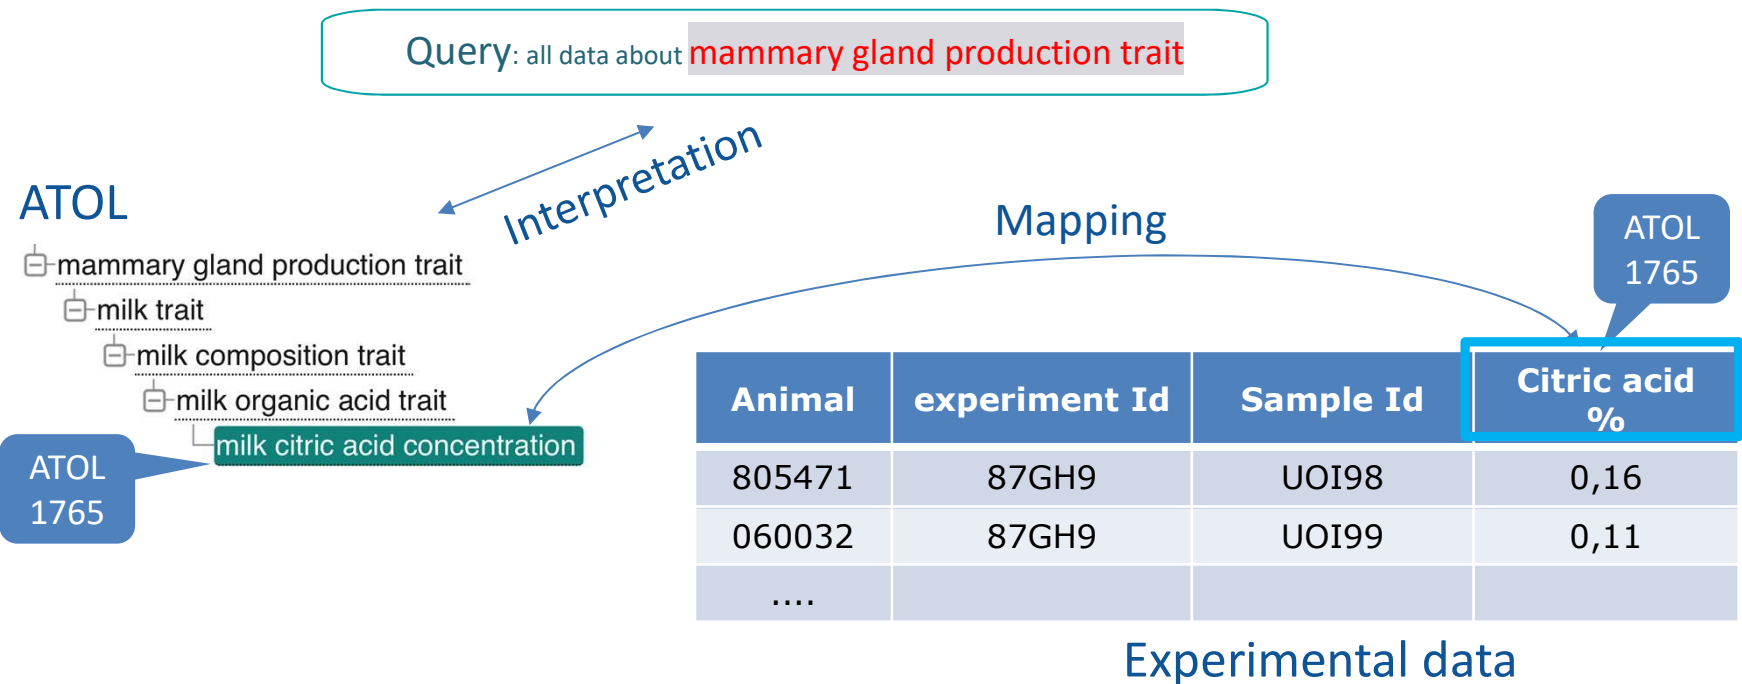 Query: all data about mammary gland production trait
Interpretation
ATOL
mammary gland production trait
milk trait
milk composition trait
milk organic acid trait
milk citric acid concentration
ATOL
1765
Mapping
ATOL
1765
Animal experiment Id Sample Id Citric acid
%
805471 87GH9 UOI98 0,16
060032 87GH9 UOI99 0,11
....
Experimental data